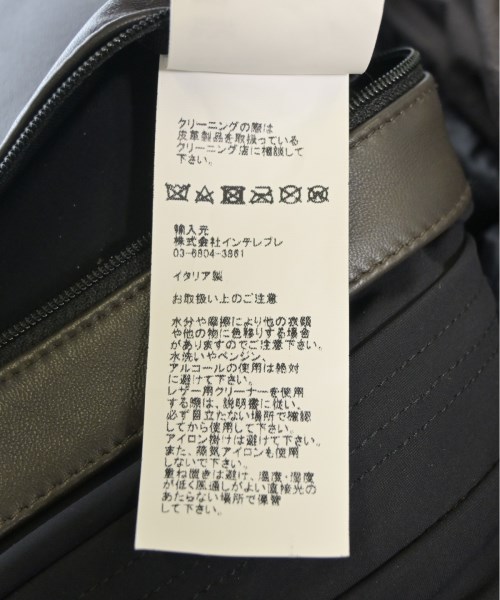 クリーニングの際は
皮革製品を取扱っている
クリーニング店に相談して
下さい。
輸入元
株式会社インテレプレ
03-6804-3861
イタリア製
お取扱い上のご注意
水分や摩擦により他の衣類
や他の物に色移りする場合
がありますのでご注意下さい。
水洗いやベンジン、
アルコールの使用は絶対
に避けて下さい。
レザー用クリーナーを使用
する際は、説明書に従い、
必ず目立たない場所で確認
してから使用して下さい。
アイロン掛けは避けて下さい。
また、蒸気アイロンも使用
しないで下さい。
重ね置きは避け、温度・湿度
が低く風通しがよい直接光の
あたらない場所で保管
して下さい。